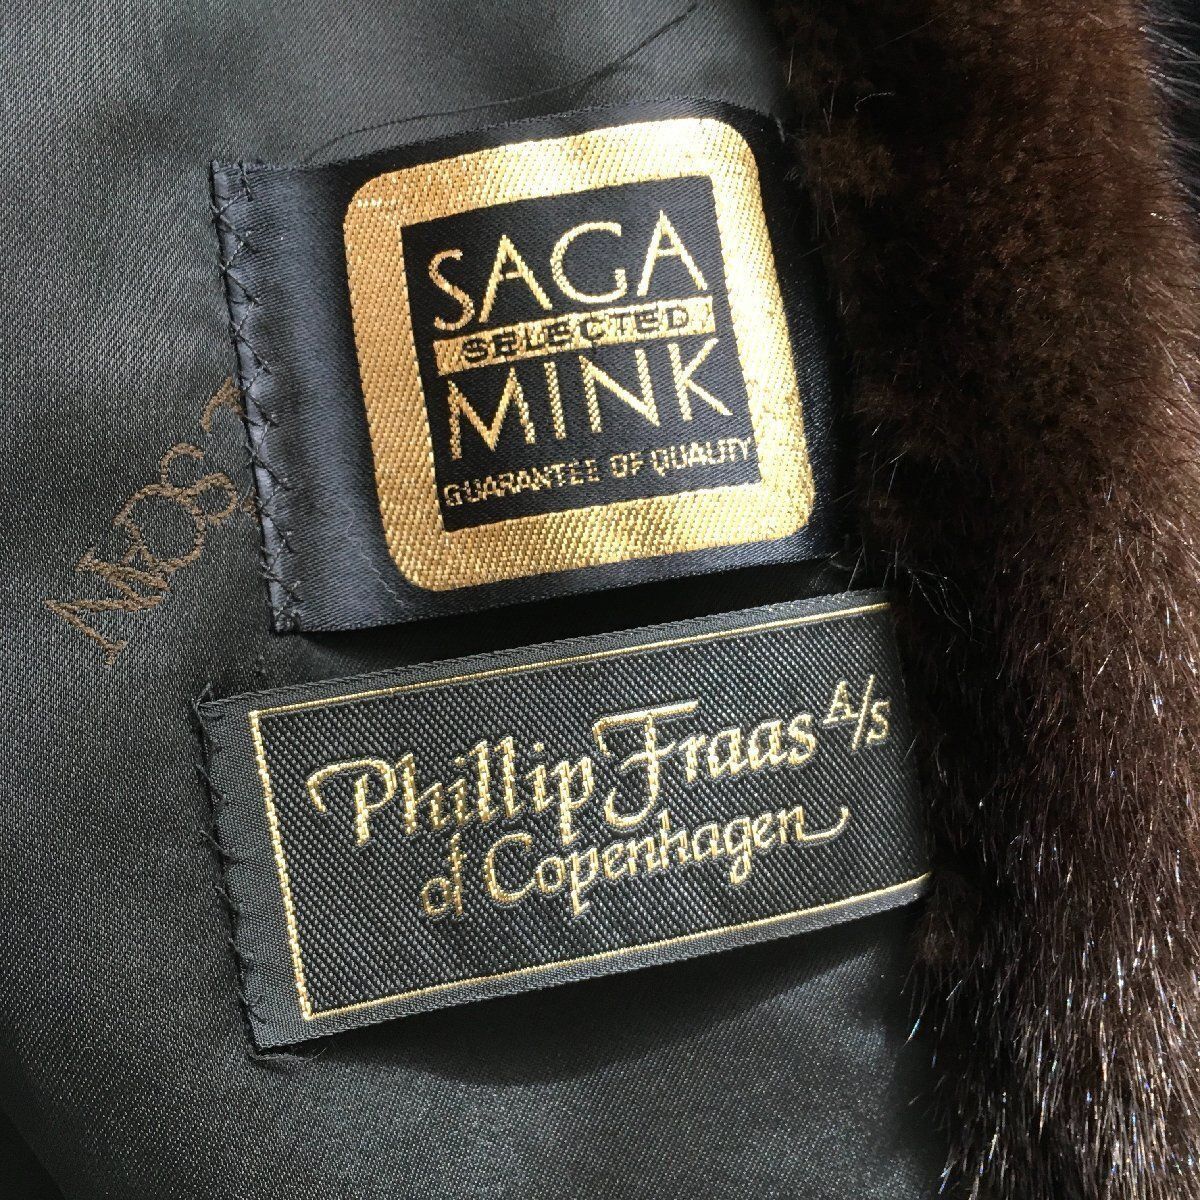 SAGA
SELECTED
MINK
GUARANTEE OF QUALITY
Phillip Fraas A/S
of Copenhagen